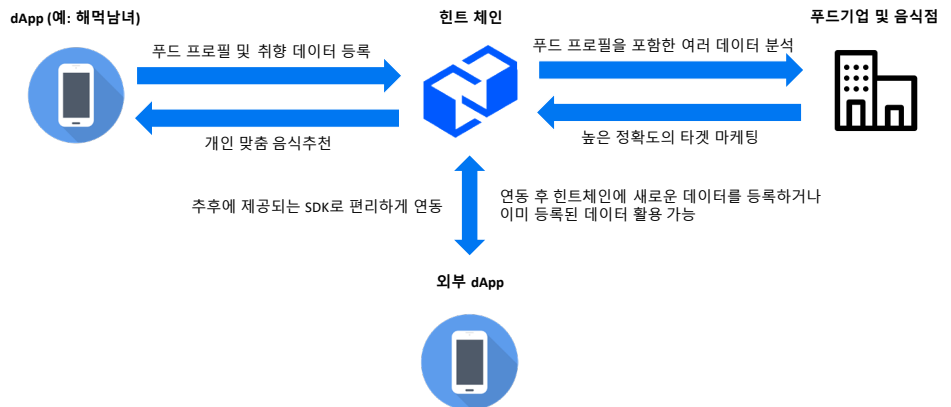 dApp (예: 해먹남녀)
힌트 체인
푸드기업 및 음식점
푸드 프로필 및 취향 데이터 등록
푸드 프로필을 포함한 여러 데이터 분석
개인 맞춤 음식추천
높은 정확도의 타겟 마케팅
추후에 제공되는 SDK로 편리하게 연동
연동 후 힌트체인에 새로운 데이터를 등록하거나
이미 등록된 데이터 활용 가능
외부 dApp